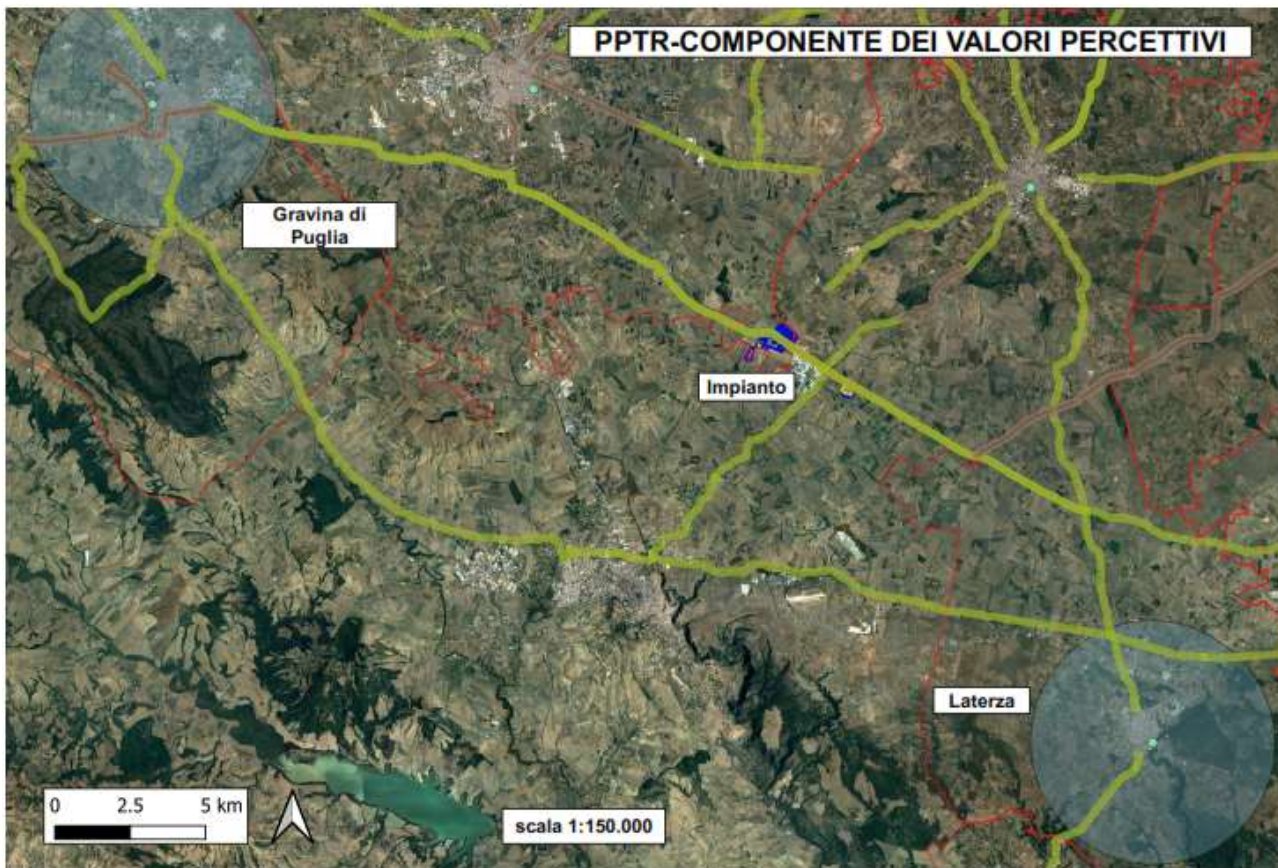 PPTR-COMPONENTE DEI VALORI PERCETTIVI
Gravina di
Puglia
Impianto
Laterza
0 2.5 5 km
scala 1:150.000